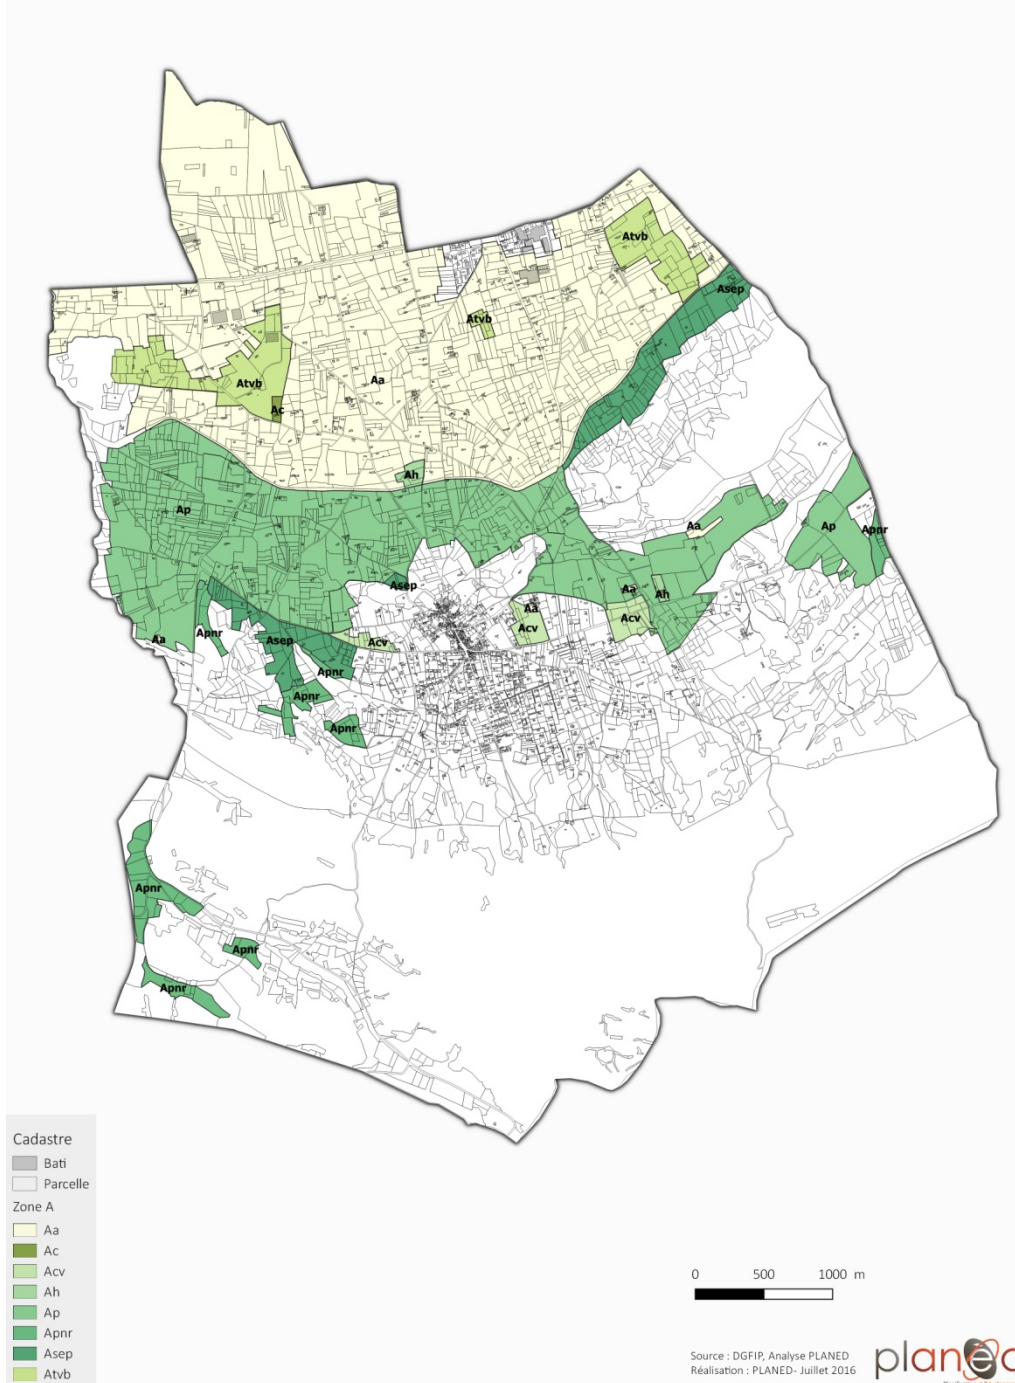 Atvb
Asep
Atvb
Aa
Atvb
Ac
Ah
Ap
Aa
Ap
Apnr
Asep
Aa
Ah
Aa
Acv
Acv
Apnr
Aa
Asep
Acv
Apnr
Apnr
Apnr
Apnr
Apnr
Apnr
Cadastre
Bati
Parcelle
Zone A
Aa
Ac
Acv
Ah
Ap
Apnr
Asep
Atvb
0 500 1000 m
Source : DGFIP, Analyse PLANED
Réalisation : PLANED- Juillet 2016